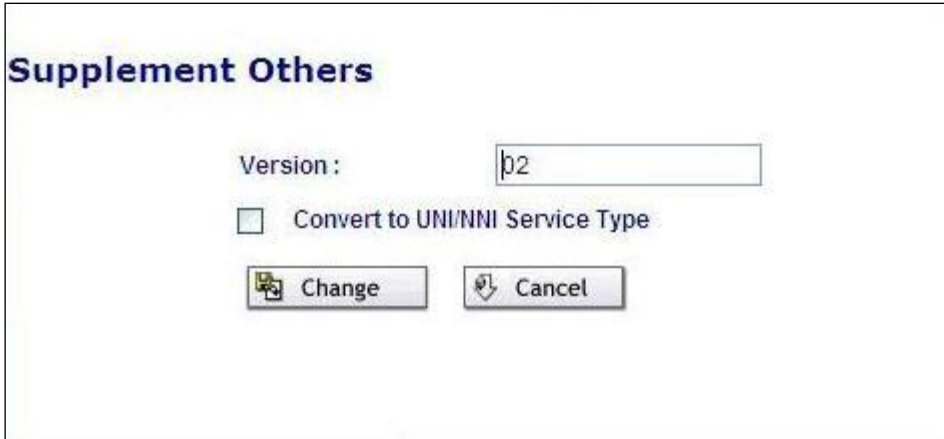 Supplement Others
Version : 02
Convert to UNI/NNI Service Type
Change Cancel